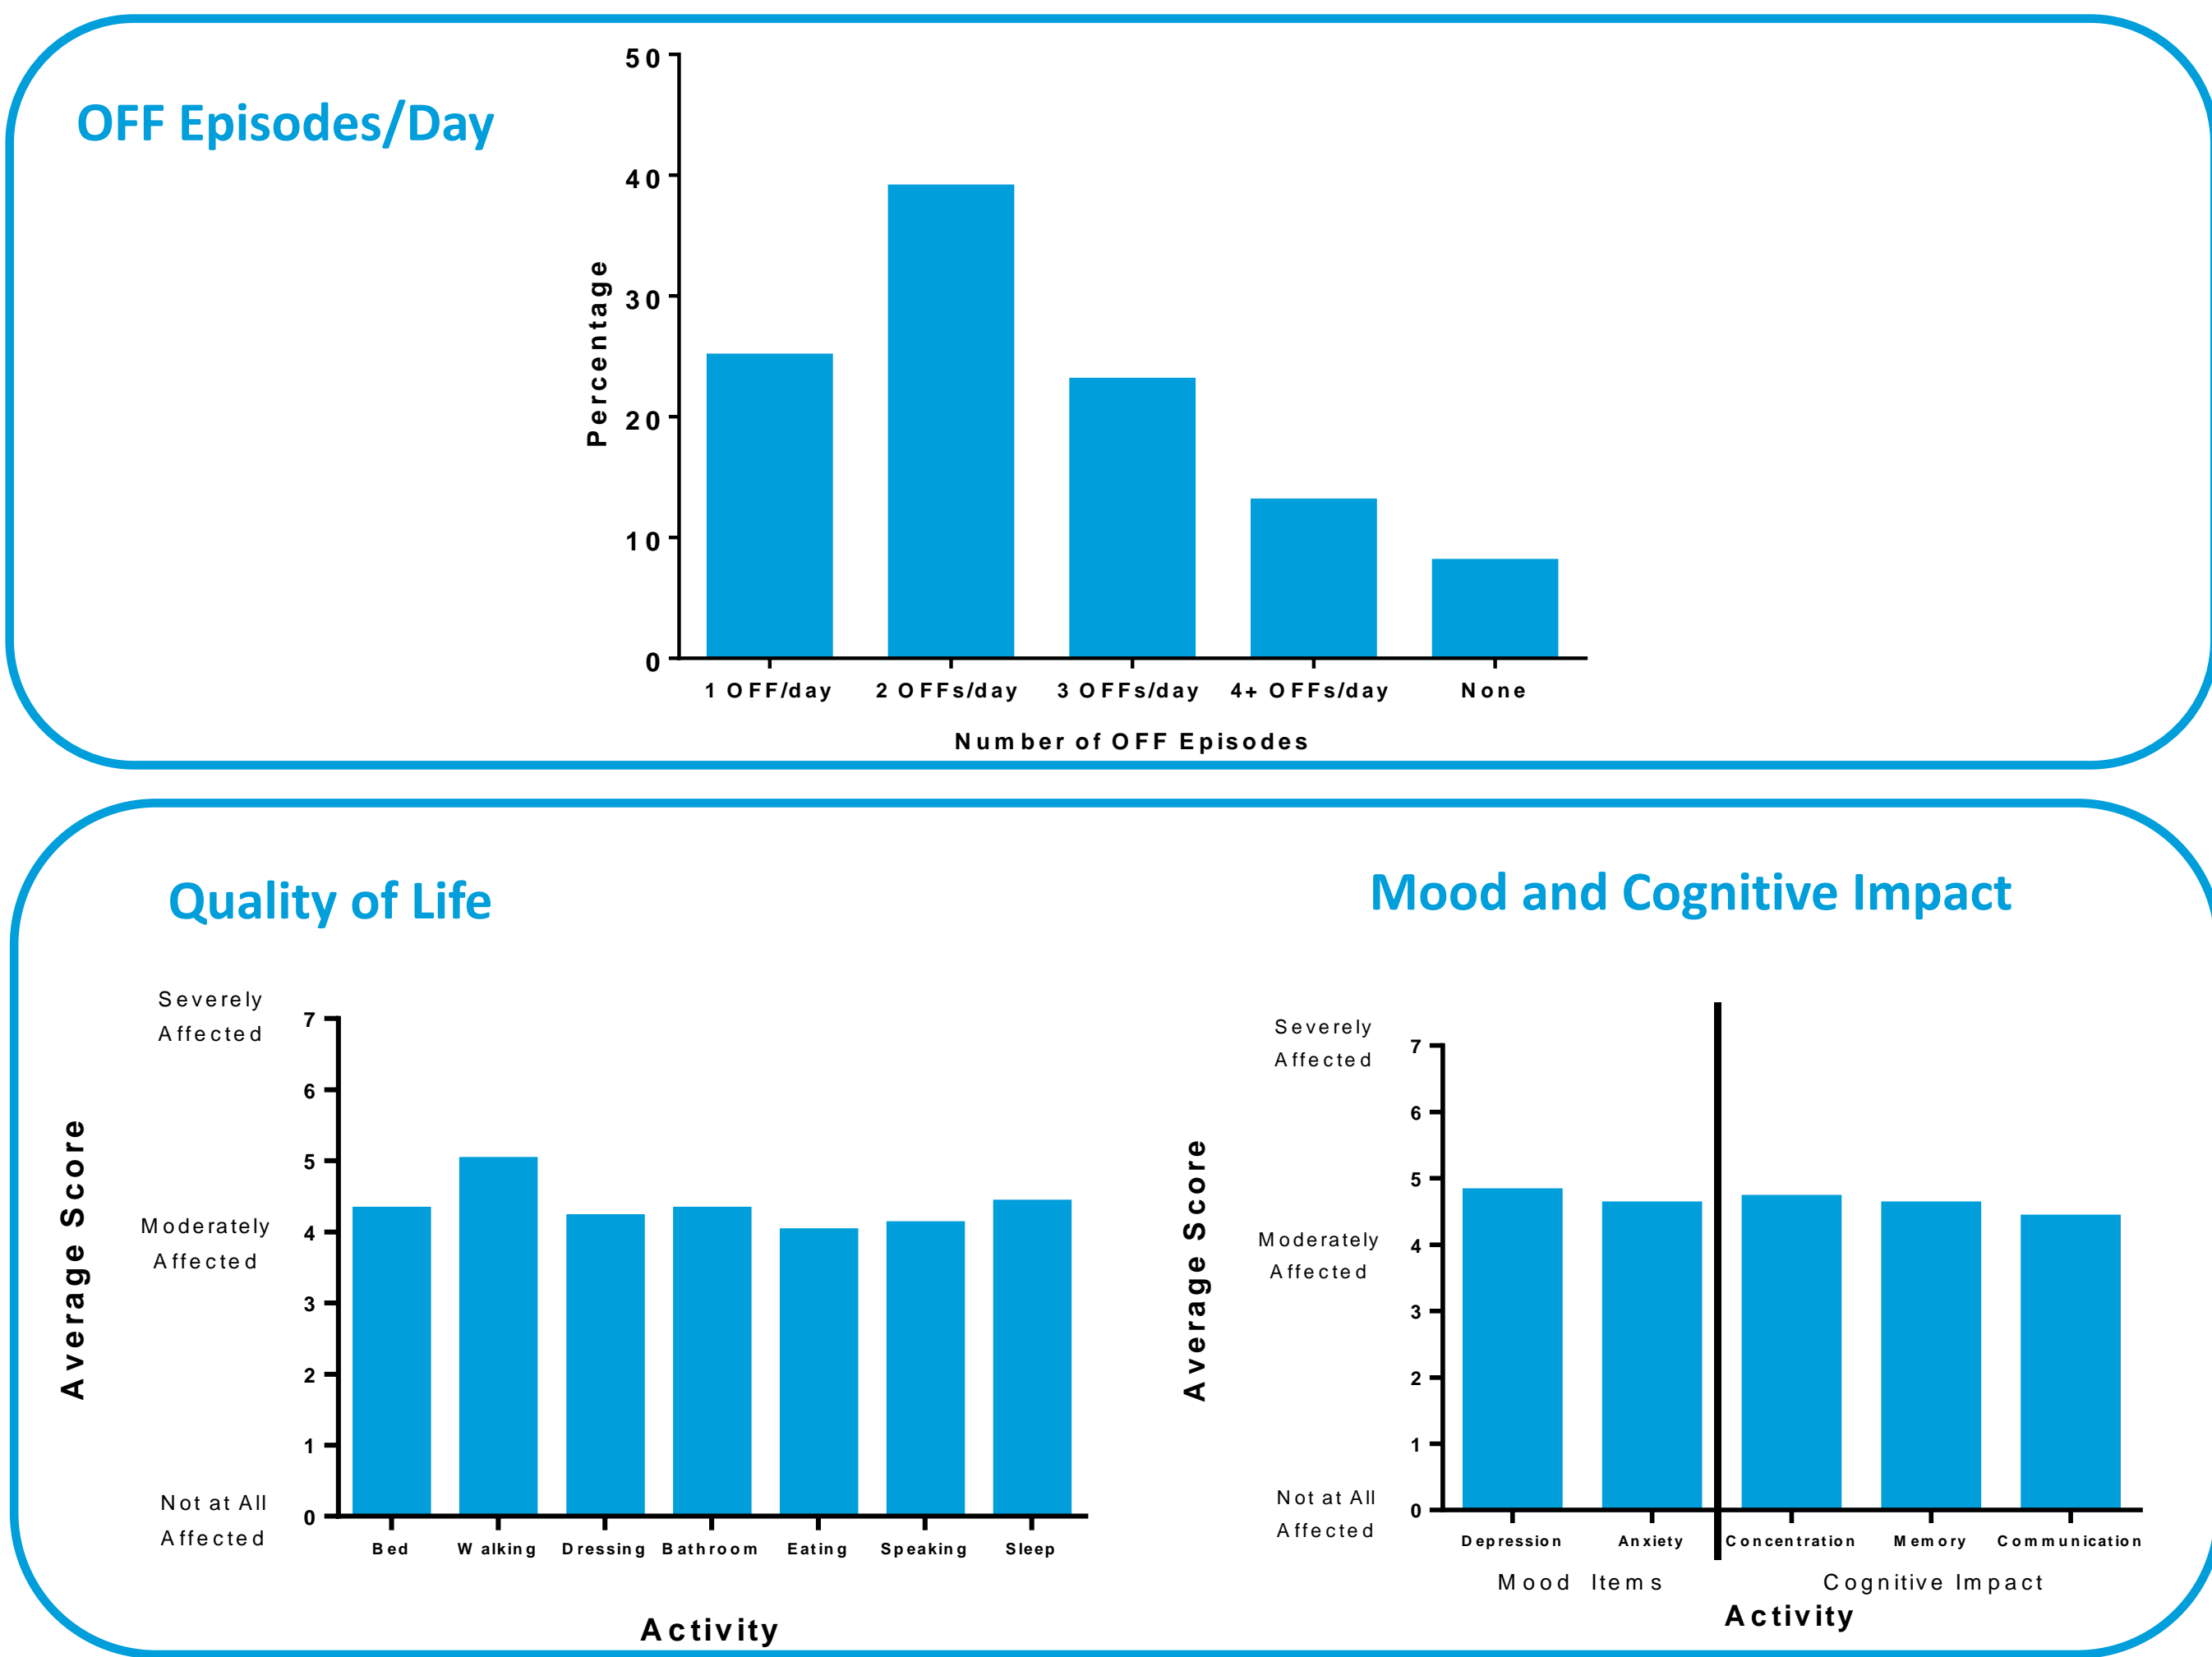 OFF Episodes/Day
50
40
30
20
10
0
Percentage
1 OFF/day 2 OFFs/day 3 OFFs/day 4+ OFFs/day None
Number of OFF Episodes
Quality of Life
Severely
Affected
Moderately
Affected
Not at All
Affected
Average Score
7
6
5
4
3
2
1
0
Bed Walking Dressing Bathroom Eating Speaking Sleep
Activity
Mood and Cognitive Impact
Severely
Affected
Moderately
Affected
Not at All
Affected
Average Score
7
6
5
4
3
2
1
0
Depression Anxiety Concentration Memory Communication
Mood Items Cognitive Impact
Activity